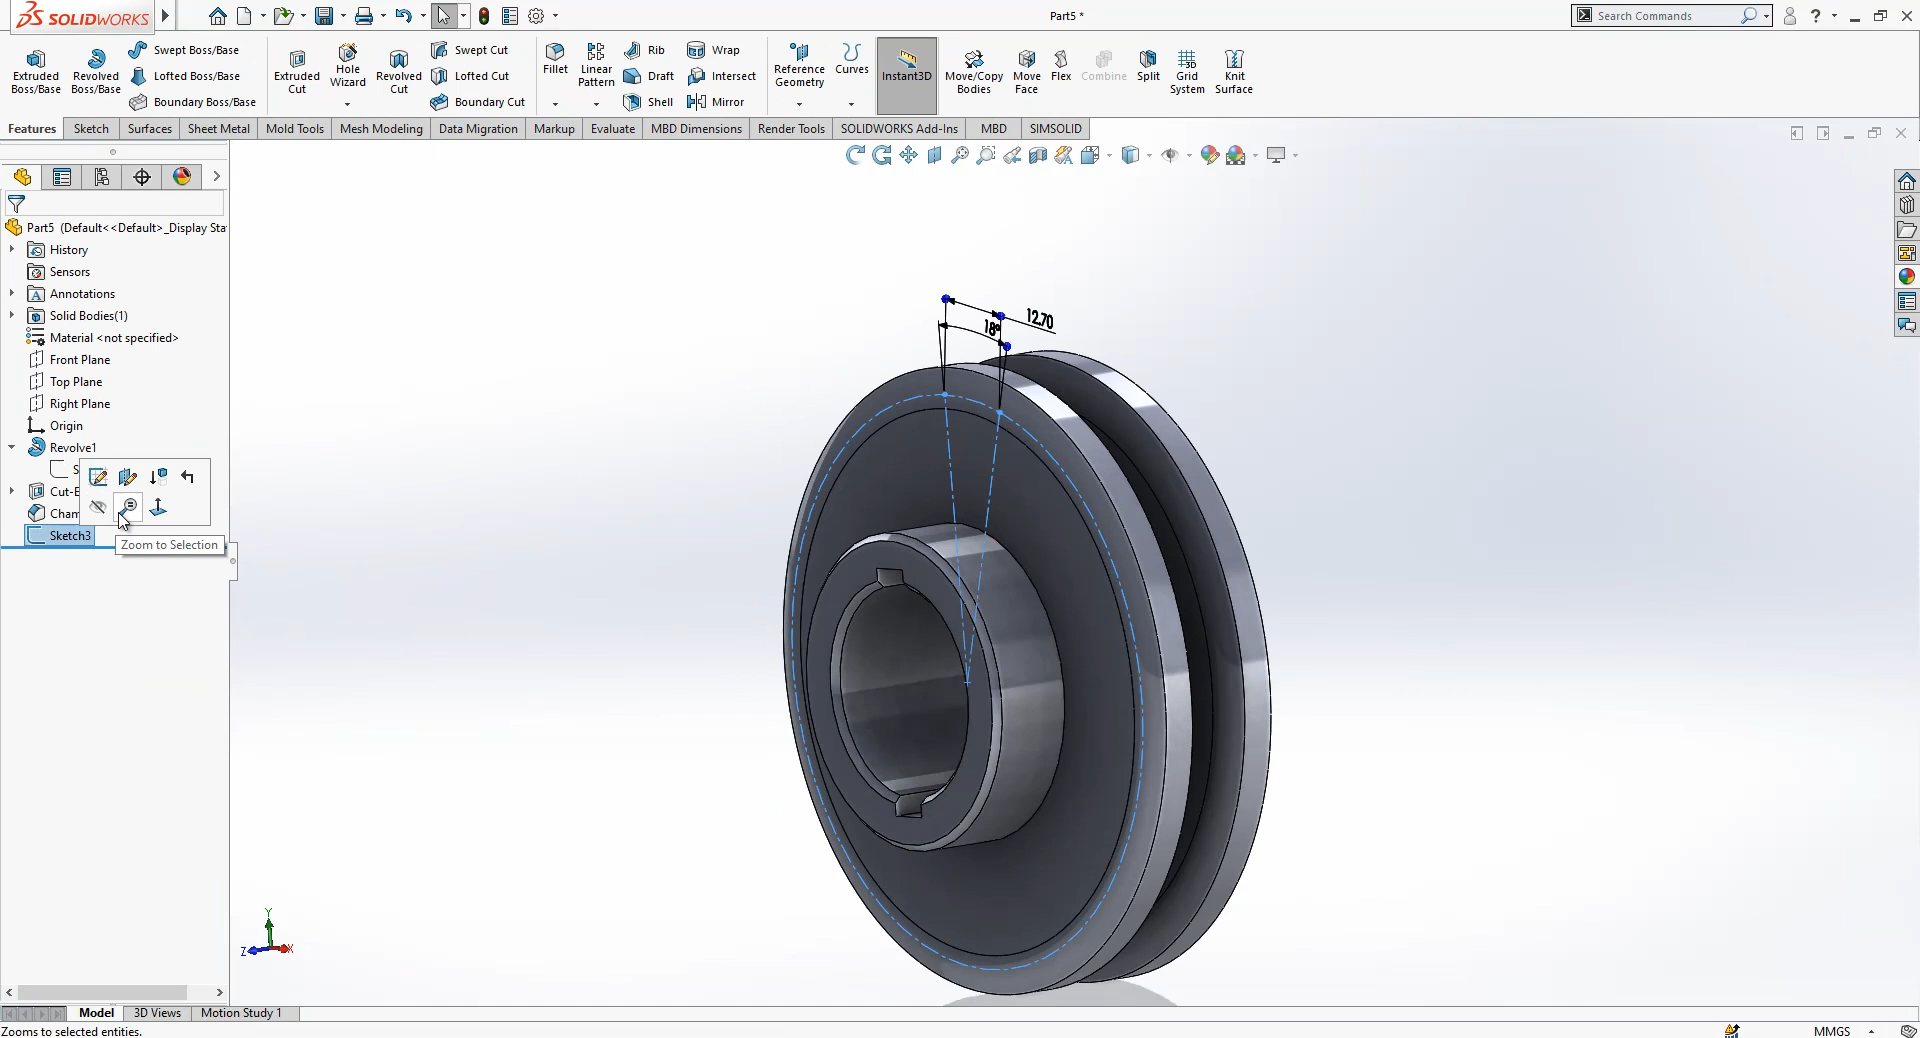 SOLIDWORKS
Part5 *
Search Commands
Extruded Boss/Base
Revolved Boss/Base
Swept Boss/Base
Lofted Boss/Base
Boundary Boss/Base
Extruded Cut
Hole Wizard
Revolved Cut
Swept Cut
Lofted Cut
Boundary Cut
Fillet
Linear Pattern
Rib
Draft
Shell
Wrap
Intersect
Mirror
Reference Geometry
Curves
Instant3D
Move/Copy Bodies
Move Face
Flex
Combine
Split
Grid System
Knit Surface
Features
Sketch
Surfaces
Sheet Metal
Mold Tools
Mesh Modeling
Data Migration
Markup
Evaluate
MBD Dimensions
Render Tools
SOLIDWORKS Add-Ins
MBD
SIMSOLID
Part5 (Default<<Default>_Display Sta
History
Sensors
Annotations
Solid Bodies(1)
Material <not specified>
Front Plane
Top Plane
Right Plane
Origin
Revolve1
S
Cut-E
Cham
Sketch3
Zoom to Selection
12.70
18°
Y
Z
X
Model
3D Views
Motion Study 1
Zooms to selected entities.
MMGS